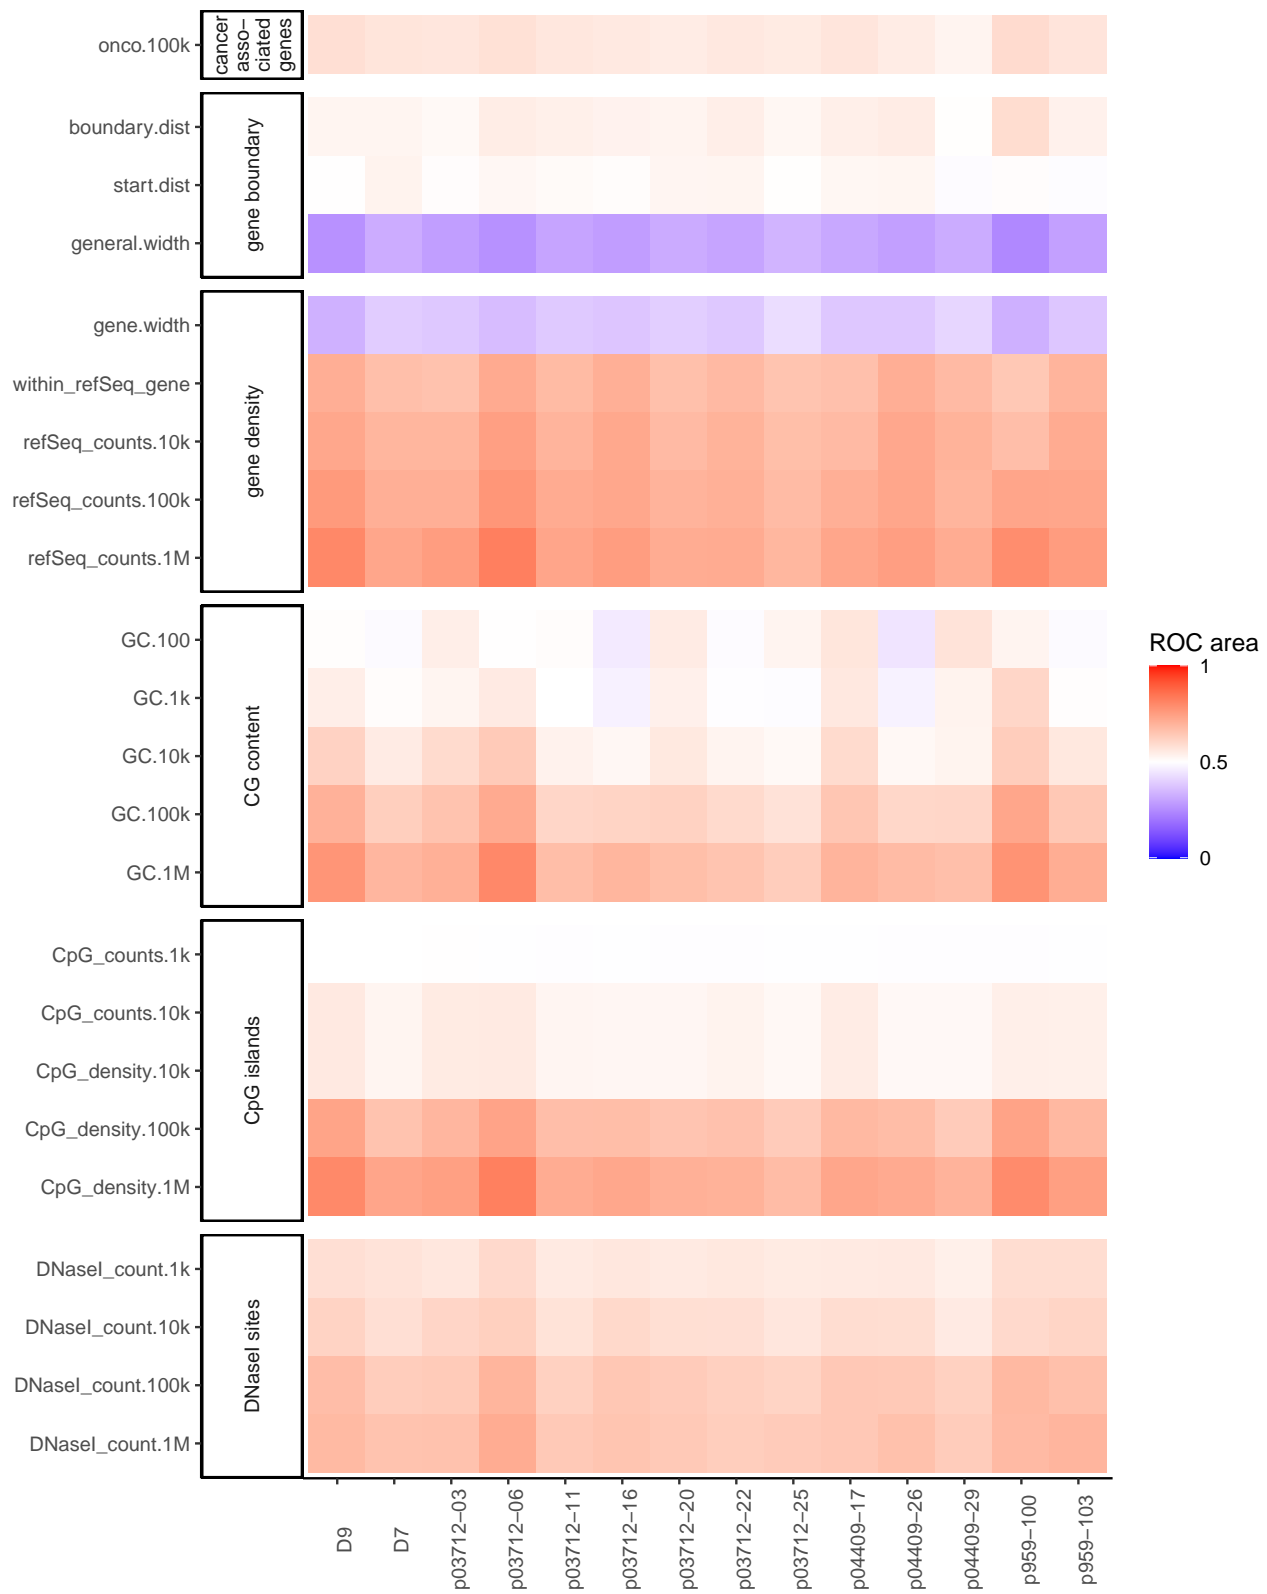 onco.100k
cancer
asso–
ciated
genes
boundary.dist
start.dist
general.width
gene boundary
gene.width
within_refSeq_gene
refSeq_counts.10k
refSeq_counts.100k
refSeq_counts.1M
gene density
GC.100
GC.1k
GC.10k
GC.100k
GC.1M
CG content
CpG_counts.1k
CpG_counts.10k
CpG_density.10k
CpG_density.100k
CpG_density.1M
CpG islands
DNaseI_count.1k
DNaseI_count.10k
DNaseI_count.100k
DNaseI_count.1M
DNaseI sites
ROC area
1
0.5
0
D9
D7
p03712–03
p03712–06
p03712–11
p03712–16
p03712–20
p03712–22
p03712–25
p04409–17
p04409–26
p04409–29
p959–100
p959–103